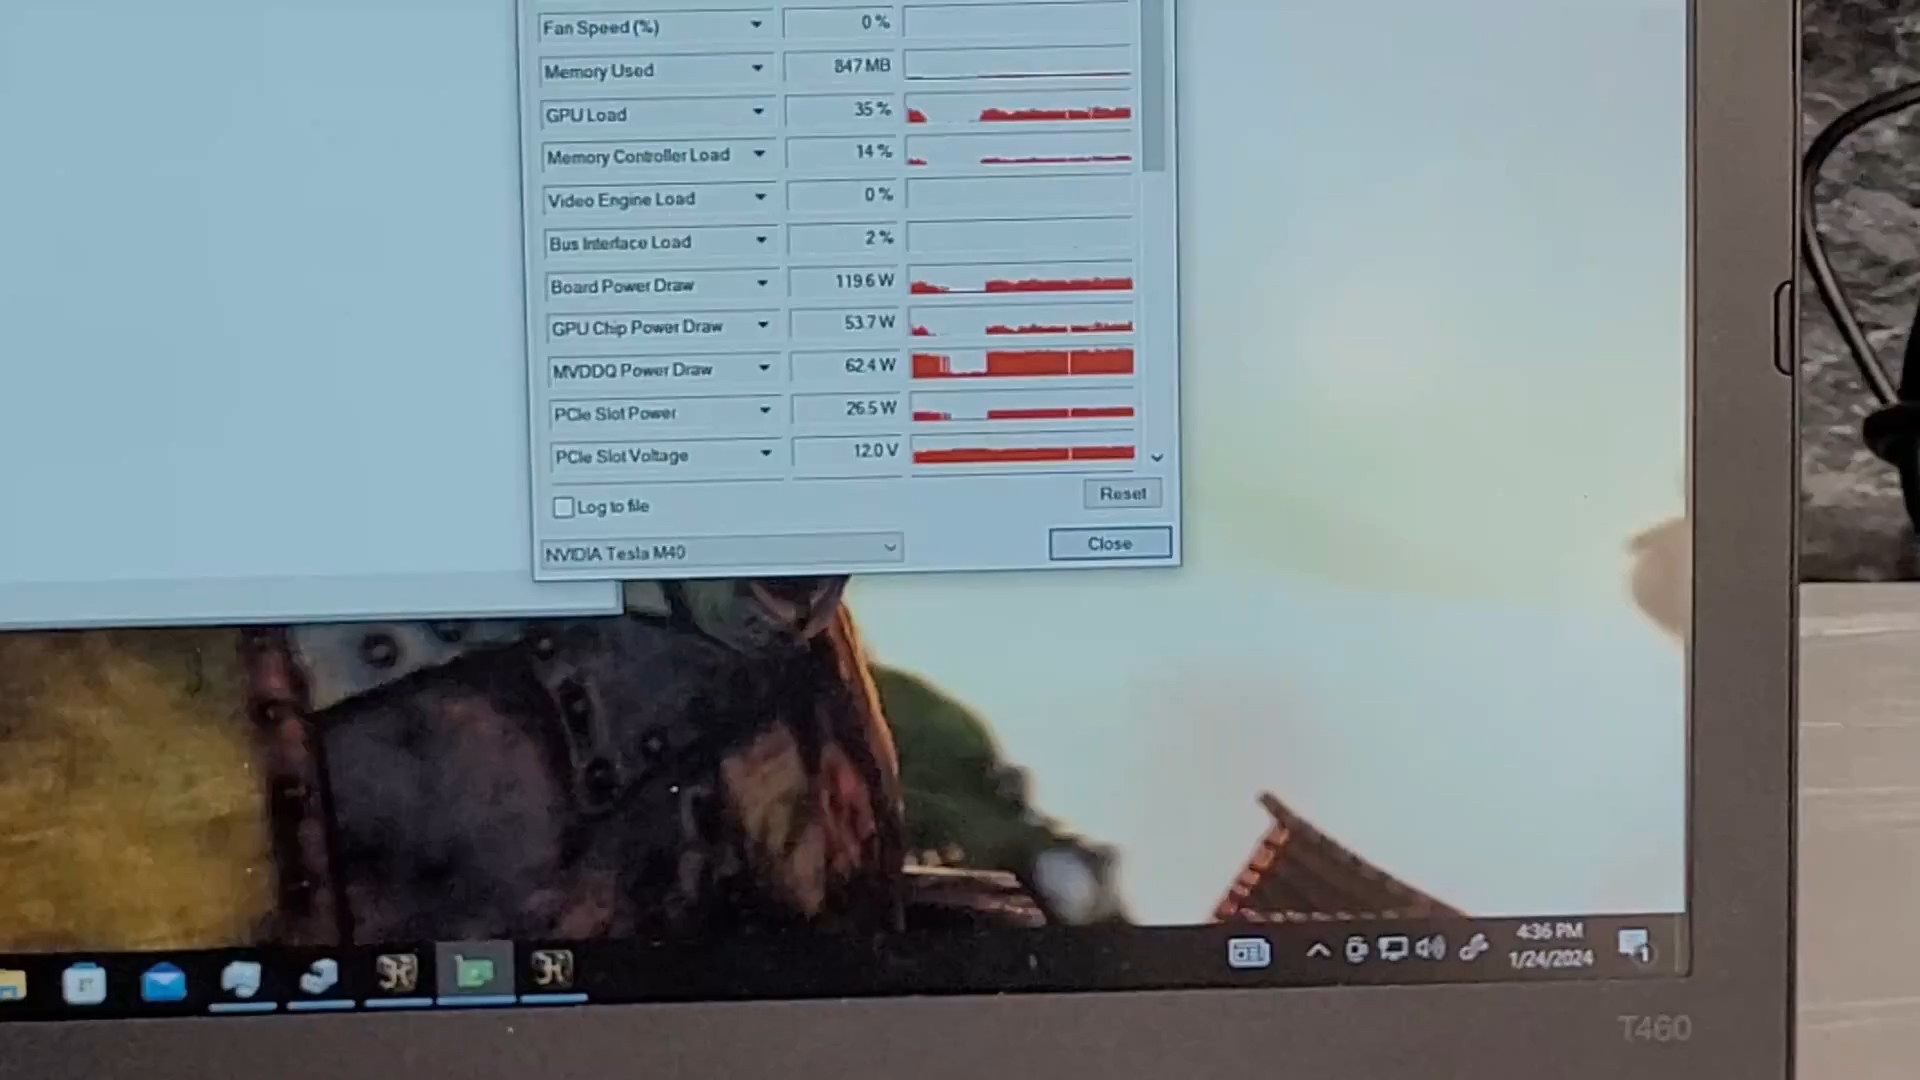 Fan Speed (%) 0 %
Memory Used 847 MB
GPU Load 35 %
Memory Controller Load 14 %
Video Engine Load 0 %
Bus Interface Load 2 %
Board Power Draw 119.6 W
GPU Chip Power Draw 53.7 W
MVDDQ Power Draw 62.4 W
PCIe Slot Power 26.5 W
PCIe Slot Voltage 12.0 V
Log to file
Reset
NVIDIA Tesla M40
Close
4:36 PM
1/24/2024
1
T460